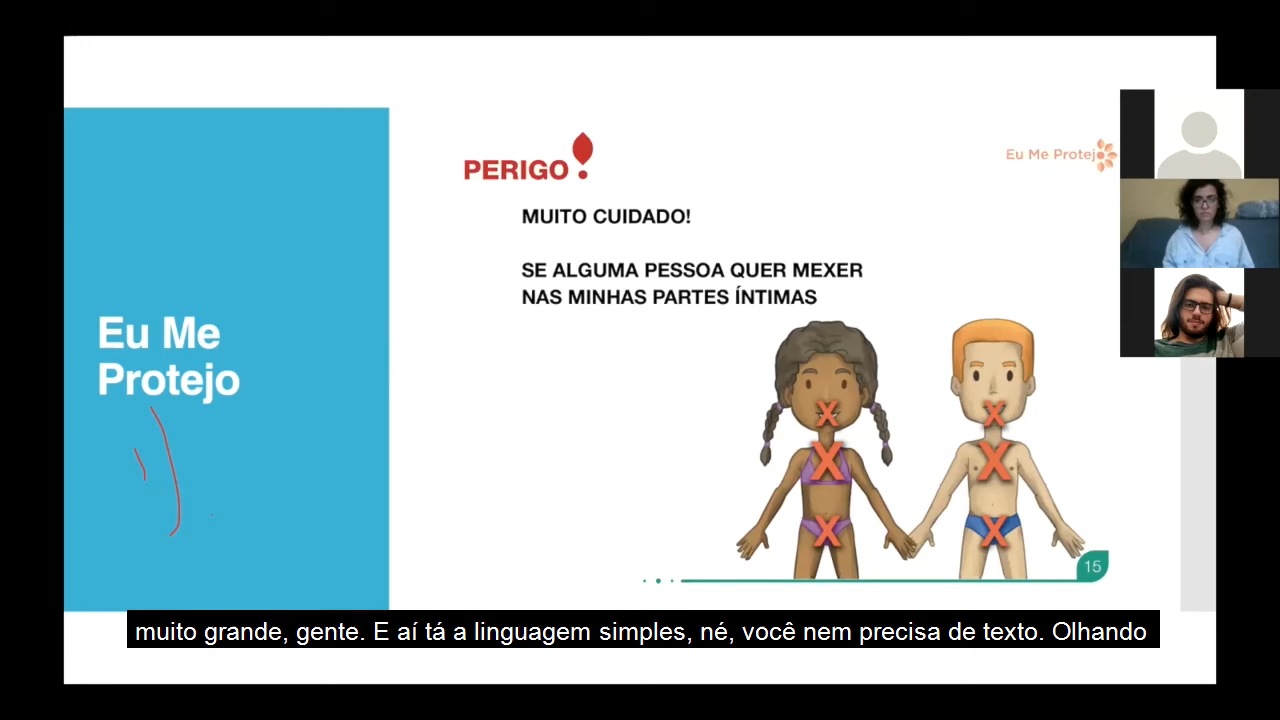 Eu Me
Protejo
PERIGO!
Eu Me Protejo
MUITO CUIDADO!
SE ALGUMA PESSOA QUER MEXER
NAS MINHAS PARTES ÍNTIMAS
X X
X X
X X
15
muito grande, gente. E aí tá a linguagem simples, né, você nem precisa de texto. Olhando